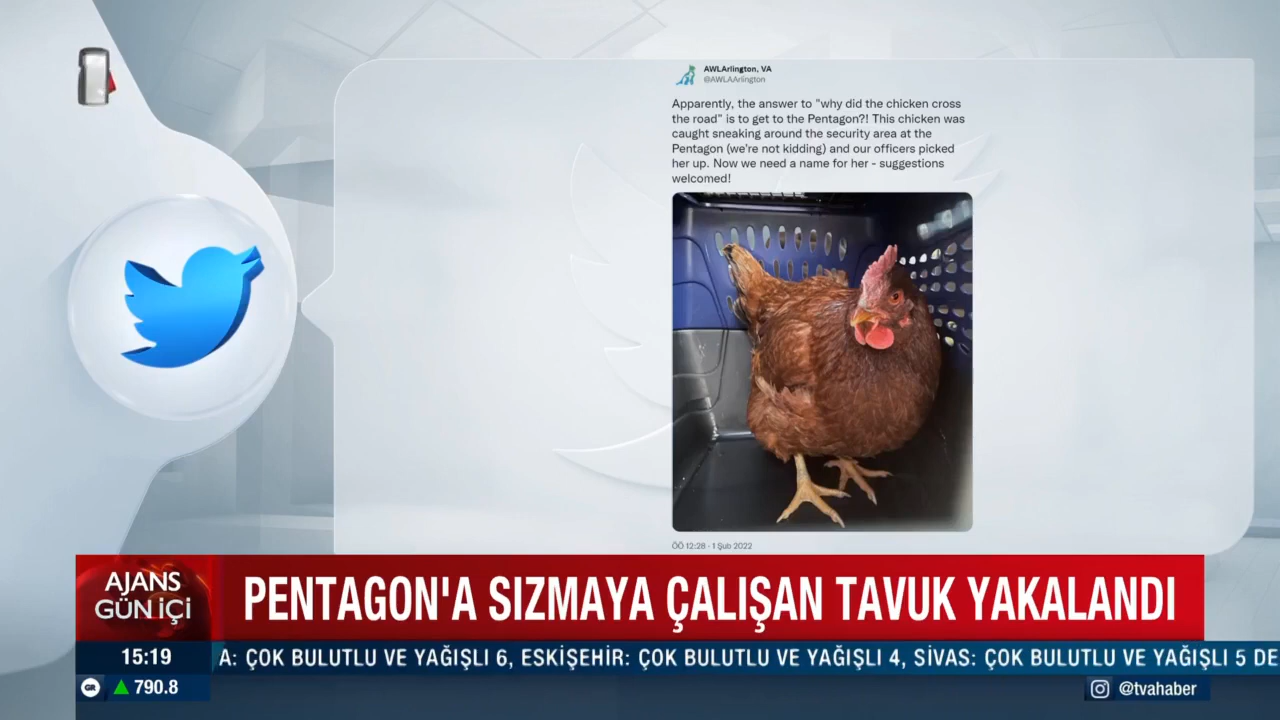 AWLArlington, VA
@AWLAArlington
Apparently, the answer to "why did the chicken cross
the road" is to get to the Pentagon?! This chicken was
caught sneaking around the security area at the
Pentagon (we're not kidding) and our officers picked
her up. Now we need a name for her - suggestions
welcomed!
ÖÖ 12:28 - 1 Şub 2022
AJANS
GÜN İÇİ
PENTAGON'A SIZMAYA ÇALIŞAN TAVUK YAKALANDI
15:19
A: ÇOK BULUTLU VE YAĞIŞLI 6, ESKİŞEHİR: ÇOK BULUTLU VE YAĞIŞLI 4, SİVAS: ÇOK BULUTLU VE YAĞIŞLI 5 DE
GR 790.8
@tvahaber